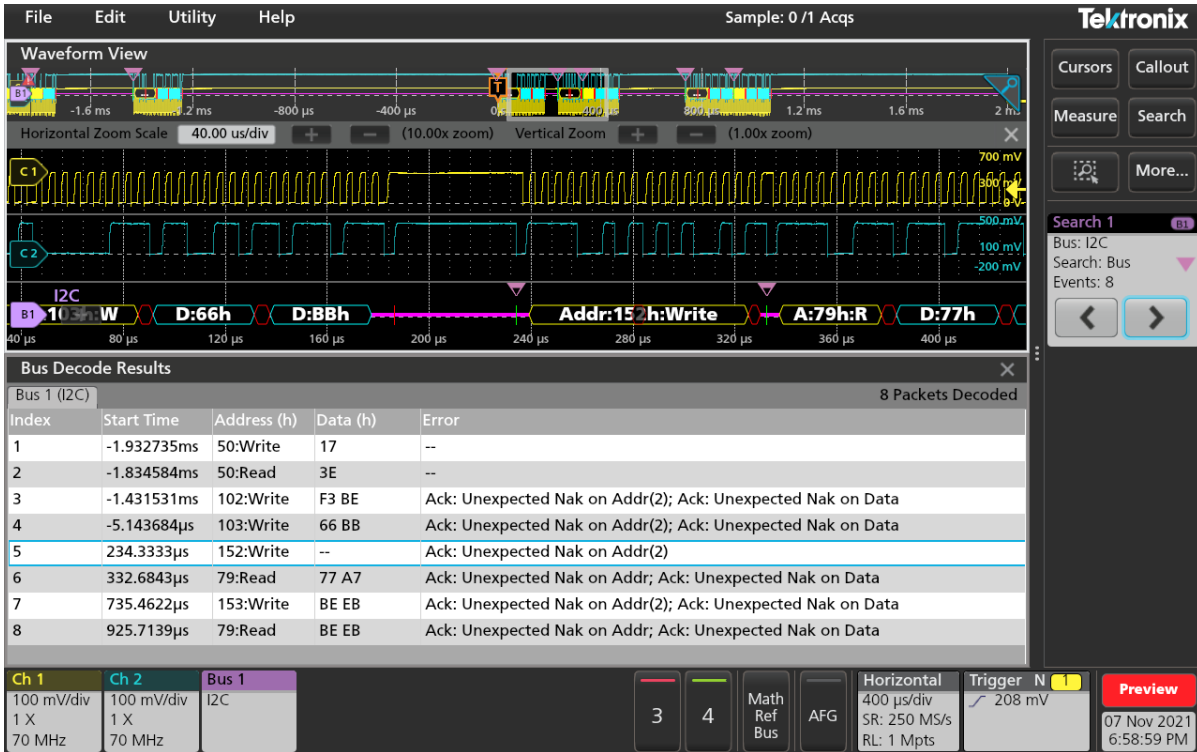 File Edit Utility Help Sample: 0 /1 Acqs Tektronix
Waveform View
B1 T
-1.6 ms -800 µs -400 µs 1.2 ms 1.6 ms
Horizontal Zoom Scale 40.00 us/div + − (10.00x zoom) Vertical Zoom + − (1.00x zoom)
C 1 700 mV
300 mV
0 V
500 mV
C 2 100 mV
-200 mV
I2C
B1 103h:W D:66h D:BBh Addr:152h:Write A:79h:R D:77h
40 µs 80 µs 120 µs 160 µs 200 µs 240 µs 280 µs 320 µs 360 µs 400 µs
Cursors Callout
Measure Search
More...
Search 1 B1
Bus: I2C
Search: Bus
Events: 8
Bus Decode Results
Bus 1 (I2C) 8 Packets Decoded
Index Start Time Address (h) Data (h) Error
1 -1.932735ms 50:Write 17 --
2 -1.834584ms 50:Read 3E --
3 -1.431531ms 102:Write F3 BE Ack: Unexpected Nak on Addr(2); Ack: Unexpected Nak on Data
4 -5.143684µs 103:Write 66 BB Ack: Unexpected Nak on Addr(2); Ack: Unexpected Nak on Data
5 234.3333µs 152:Write -- Ack: Unexpected Nak on Addr(2)
6 332.6843µs 79:Read 77 A7 Ack: Unexpected Nak on Addr; Ack: Unexpected Nak on Data
7 735.4622µs 153:Write BE EB Ack: Unexpected Nak on Addr(2); Ack: Unexpected Nak on Data
8 925.7139µs 79:Read BE EB Ack: Unexpected Nak on Addr; Ack: Unexpected Nak on Data
Ch 1
100 mV/div
1 X
70 MHz
Ch 2
100 mV/div
1 X
70 MHz
Bus 1
I2C
3
4
Math
Ref
Bus
AFG
Horizontal
400 µs/div
SR: 250 MS/s
RL: 1 Mpts
Trigger N 1
208 mV
Preview
07 Nov 2021
6:58:59 PM